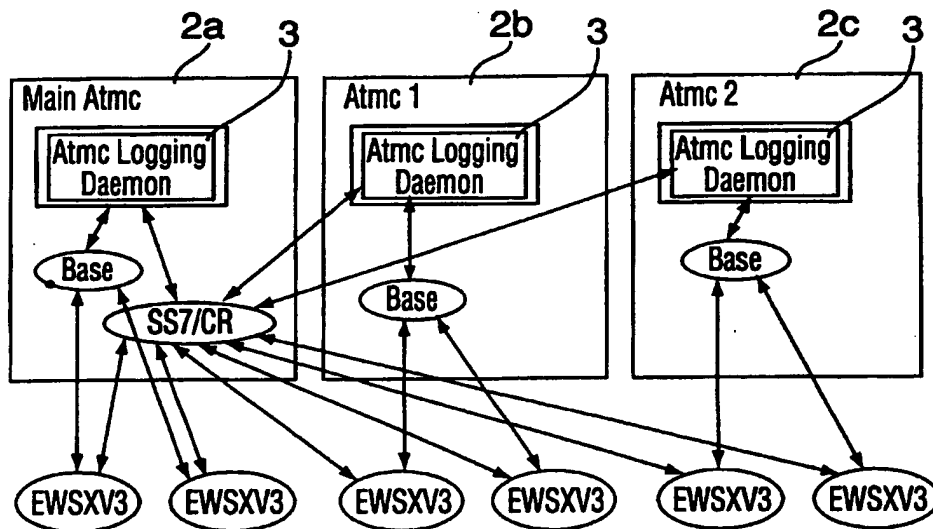 2a
3
2b
3
2c
3
Main Atmc
Atmc 1
Atmc 2
Atmc Logging
Daemon
Atmc Logging
Daemon
Atmc Logging
Daemon
Base
Base
Base
SS7/CR
EWSXV3
EWSXV3
EWSXV3
EWSXV3
EWSXV3
EWSXV3